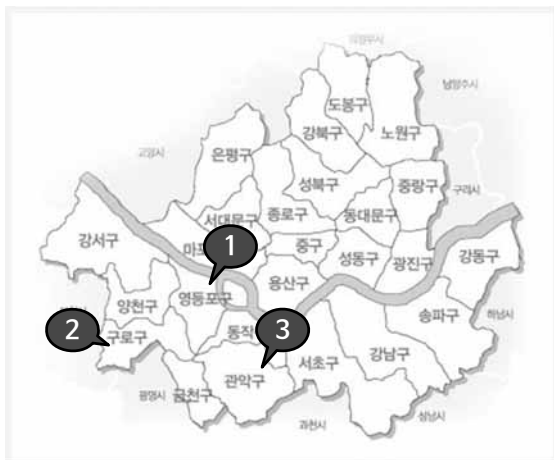 의정부시
도봉구
남양주시
강북구
노원구
고양시
은평구
성북구
중랑구
구리시
서대문구
종로구
동대문구
강서구
1
중구
성동구
광진구
강동구
양천구
영등포구
용산구
송파구
하남시
2
구로구
3
서초구
강남구
관악구
금천구
광명시
과천시
성남시